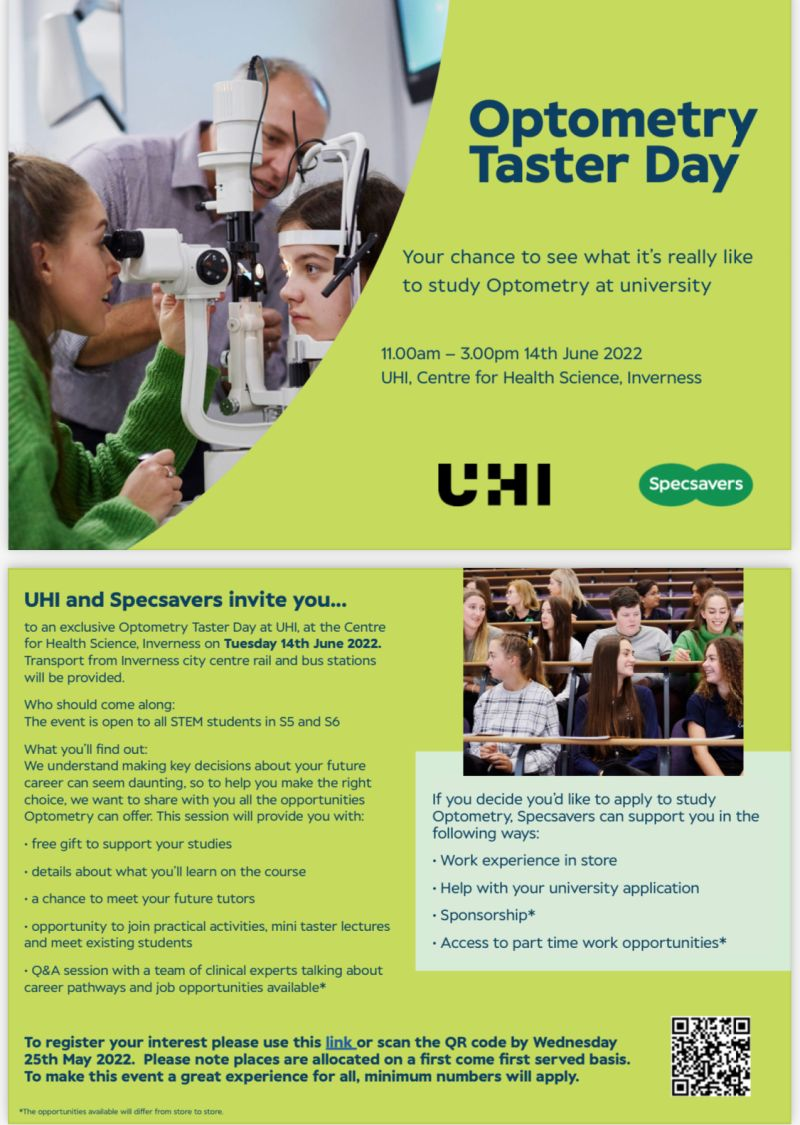 Optometry
Taster Day
Your chance to see what it's really like
to study Optometry at university
11.00am – 3.00pm 14th June 2022
UHI, Centre for Health Science, Inverness
UHI
Specsavers
UHI and Specsavers invite you...
to an exclusive Optometry Taster Day at UHI, at the Centre
for Health Science, Inverness on Tuesday 14th June 2022.
Transport from Inverness city centre rail and bus stations
will be provided.
Who should come along:
The event is open to all STEM students in S5 and S6
What you'll find out:
We understand making key decisions about your future
career can seem daunting, so to help you make the right
choice, we want to share with you all the opportunities
Optometry can offer. This session will provide you with:
• free gift to support your studies
• details about what you'll learn on the course
• a chance to meet your future tutors
• opportunity to join practical activities, mini taster lectures
and meet existing students
• Q&A session with a team of clinical experts talking about
career pathways and job opportunities available*
If you decide you'd like to apply to study
Optometry, Specsavers can support you in the
following ways:
• Work experience in store
• Help with your university application
• Sponsorship*
• Access to part time work opportunities*
To register your interest please use this link or scan the QR code by Wednesday
25th May 2022. Please note places are allocated on a first come first served basis.
To make this event a great experience for all, minimum numbers will apply.
*The opportunities available will differ from store to store.